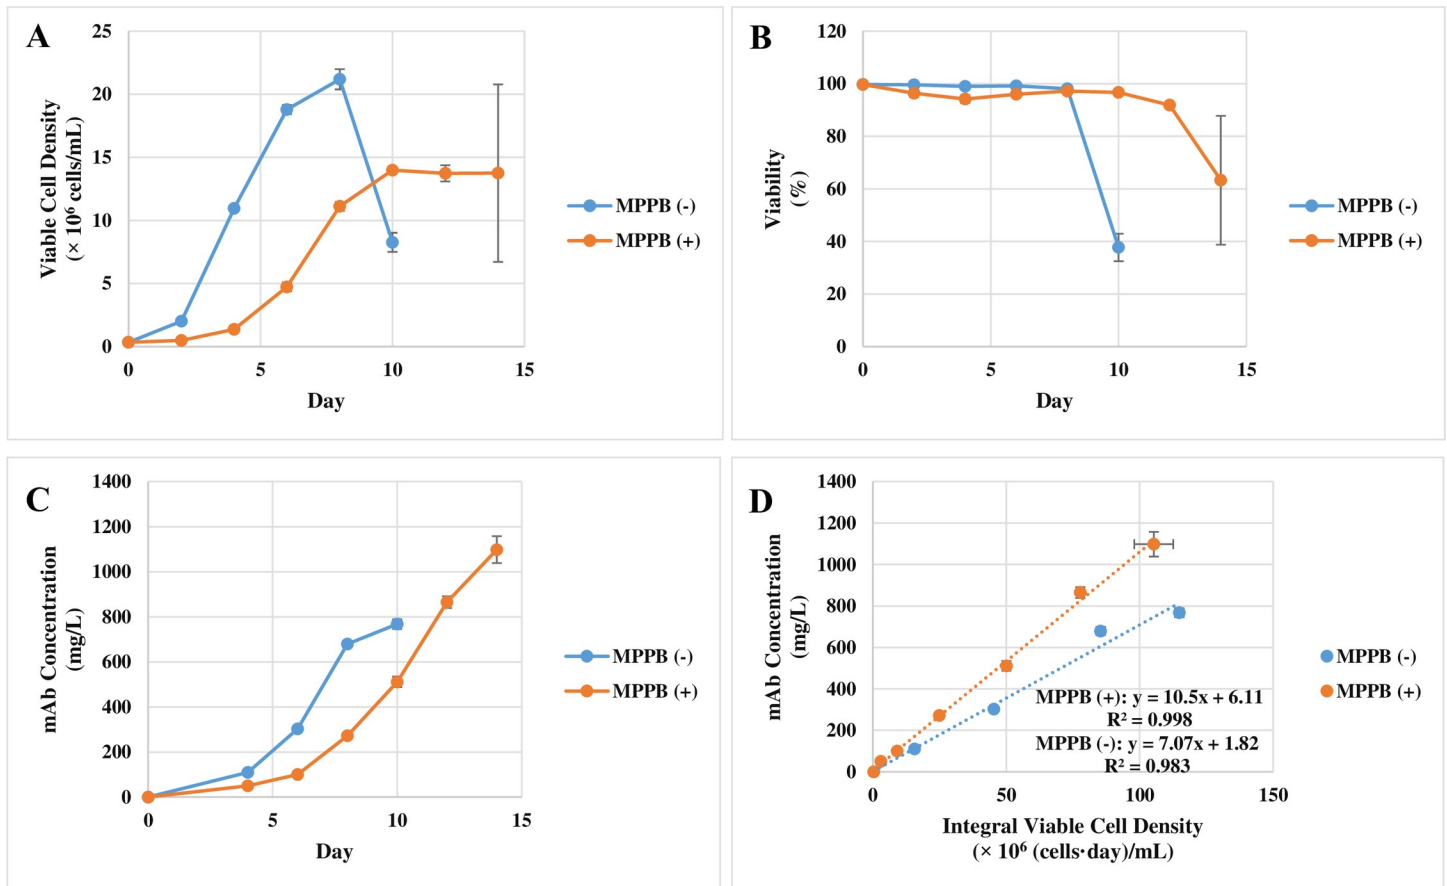 A
25
20
15
10
5
0
Viable Cell Density
(× 10⁶ cells/mL)
0 5 10 15
Day
MPPB (-)
MPPB (+)
B
120
100
80
60
40
20
0
Viability
(%)
0 5 10 15
Day
MPPB (-)
MPPB (+)
C
1400
1200
1000
800
600
400
200
0
mAb Concentration
(mg/L)
0 5 10 15
Day
MPPB (-)
MPPB (+)
D
1400
1200
1000
800
600
400
200
0
mAb Concentration
(mg/L)
MPPB (+): y = 10.5x + 6.11
R² = 0.998
MPPB (-): y = 7.07x + 1.82
R² = 0.983
0 50 100 150
Integral Viable Cell Density
(× 10⁶ (cells·day)/mL)
MPPB (-)
MPPB (+)